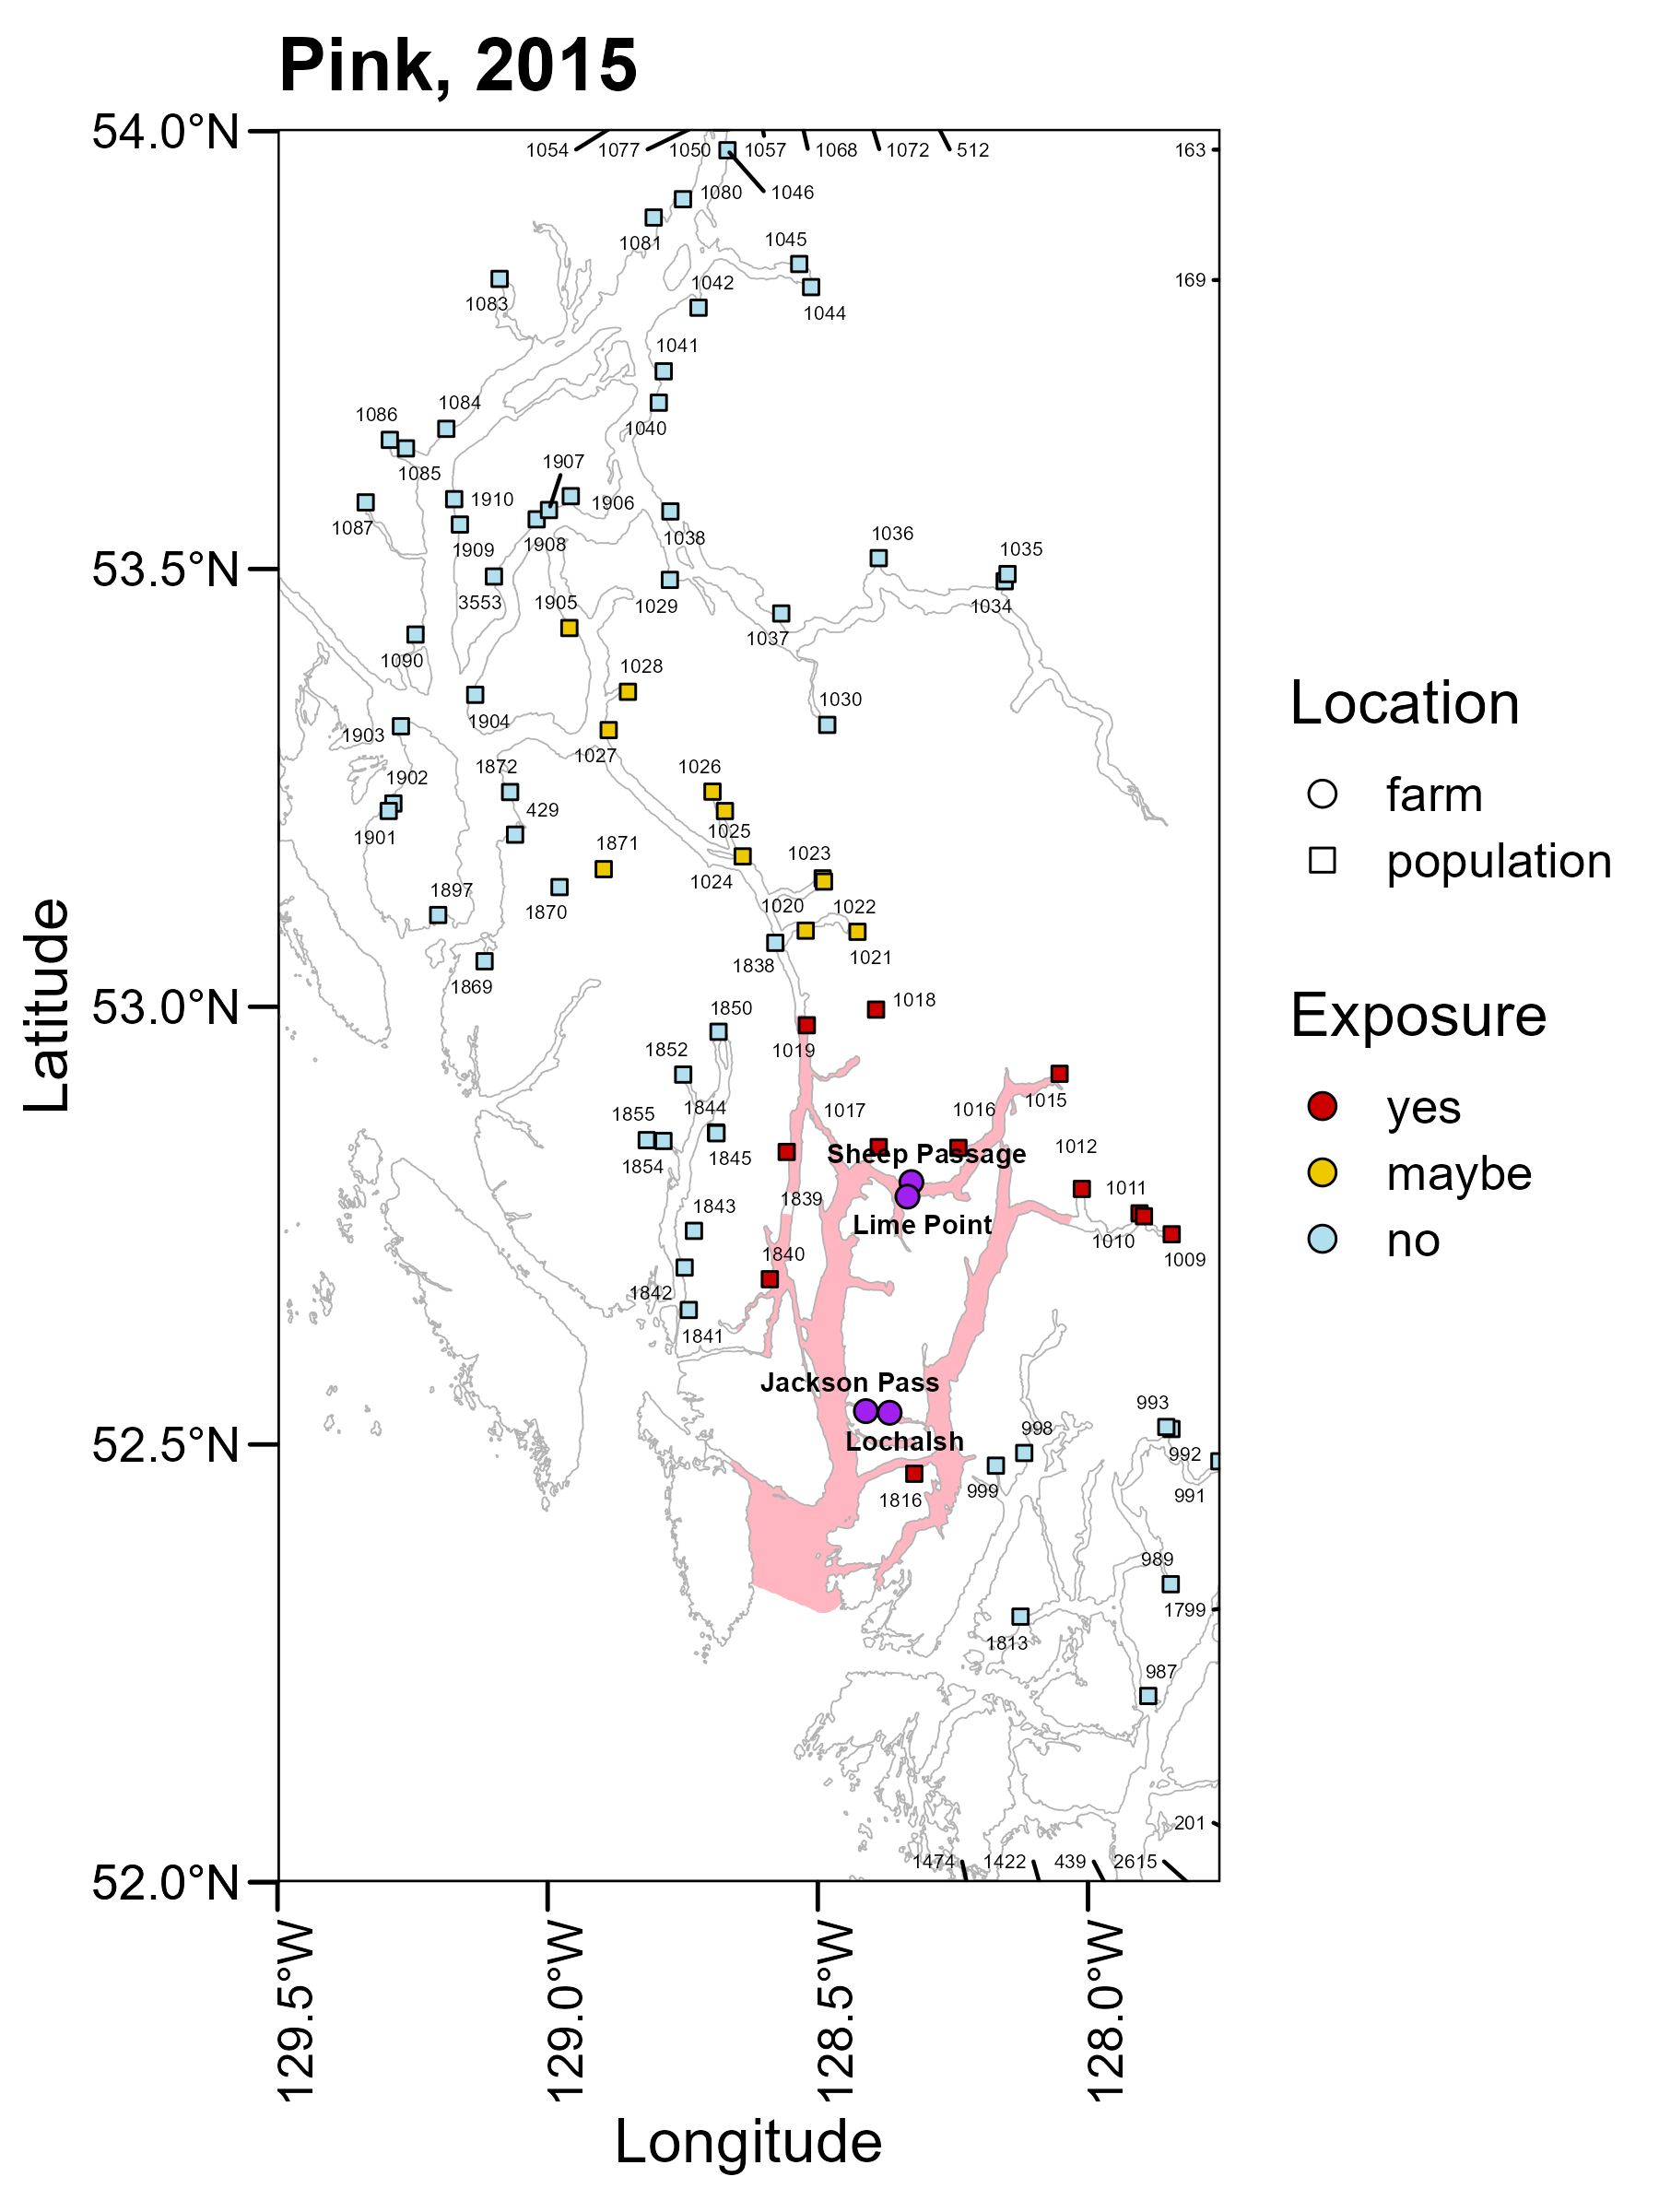 Pink, 2015
54.0°N
1054 1077 1050 1057 1068 1072 512 163
1080 1046
1081 1045
169
1042
1083 1044
1041
1084
1086 1040
1085 1907
1910 1906
1087
1909 1908 1038 1036 1035
53.5°N
3553 1905 1029 1034
1037
1090 1028
1030
1904
1903 1027
1872 1026
1902 429
1901 1025
1871 1023
1024
1897 1870 1020 1022
1838 1021
1869
53.0°N
1018
1850
1852 1019
1855 1844 1017 1016 1015
1854 1845 Sheep Passage 1012
1839 1011
1843 Lime Point 1010
1840 1009
1842
1841
Jackson Pass
993
52.5°N
Lochalsh 998
992
1816 999 991
989
1799
1813
987
201
1474 1422 439 2615
52.0°N
129.5°W
129.0°W
128.5°W
128.0°W
Longitude
Latitude
Location
farm
population
Exposure
yes
maybe
no